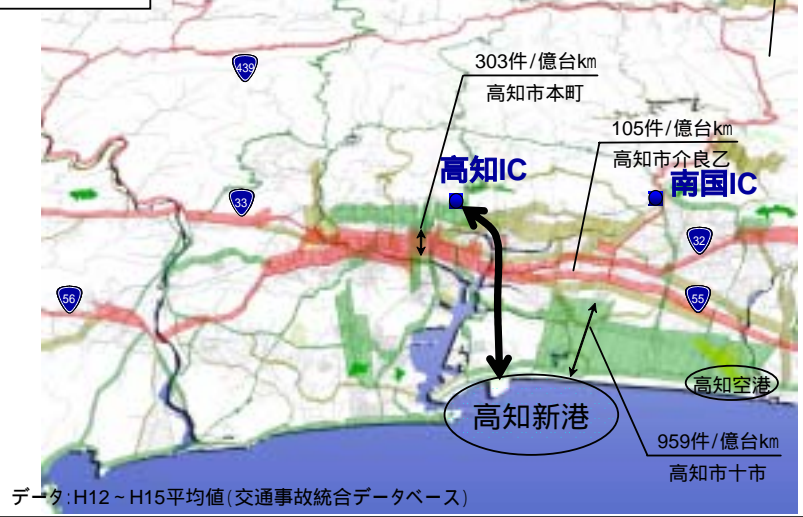 439
303件/億台km
高知市本町
105件/億台km
高知市介良乙
高知IC
南国IC
33
32
56
55
高知空港
高知新港
959件/億台km
高知市十市
データ:H12~H15平均値(交通事故統合データベース)